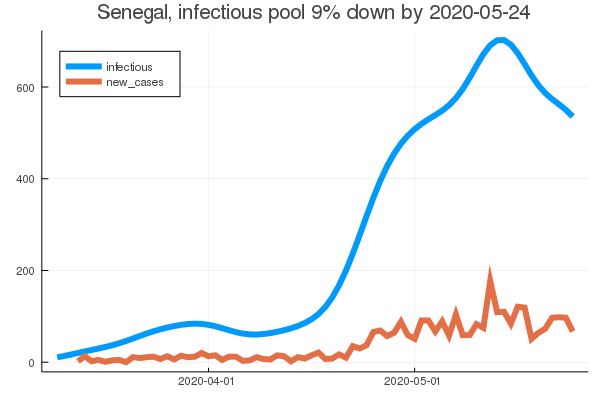 Senegal, infectious pool 9% down by 2020-05-24
infectious
new_cases
600
400
200
0
2020-04-01 2020-05-01